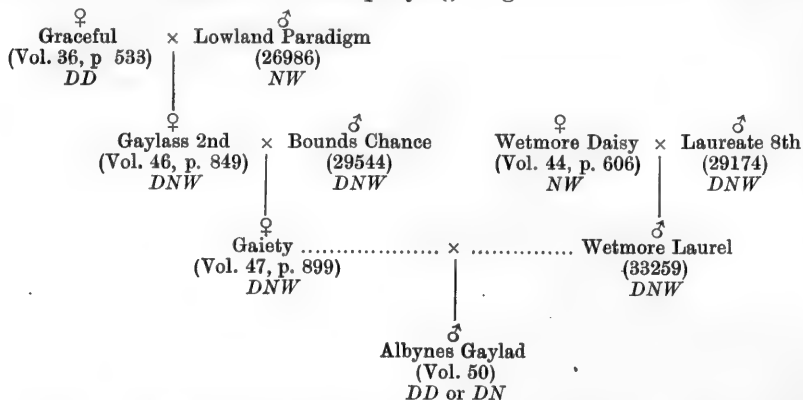 ♀ ♂
Graceful × Lowland Paradigm
(Vol. 36, p 533) (26986)
DD NW
♀ ♂ ♀ ♂
Gaylass 2nd × Bounds Chance Wetmore Daisy × Laureate 8th
(Vol. 46, p. 849) (29544) (Vol. 44, p. 606) (29174)
DNW DNW NW DNW
♀ ♂
Gaiety .................. × .............. Wetmore Laurel
(Vol. 47, p. 899) (33259)
DNW DNW
♂
Albynes Gaylad
(Vol. 50)
DD or DN